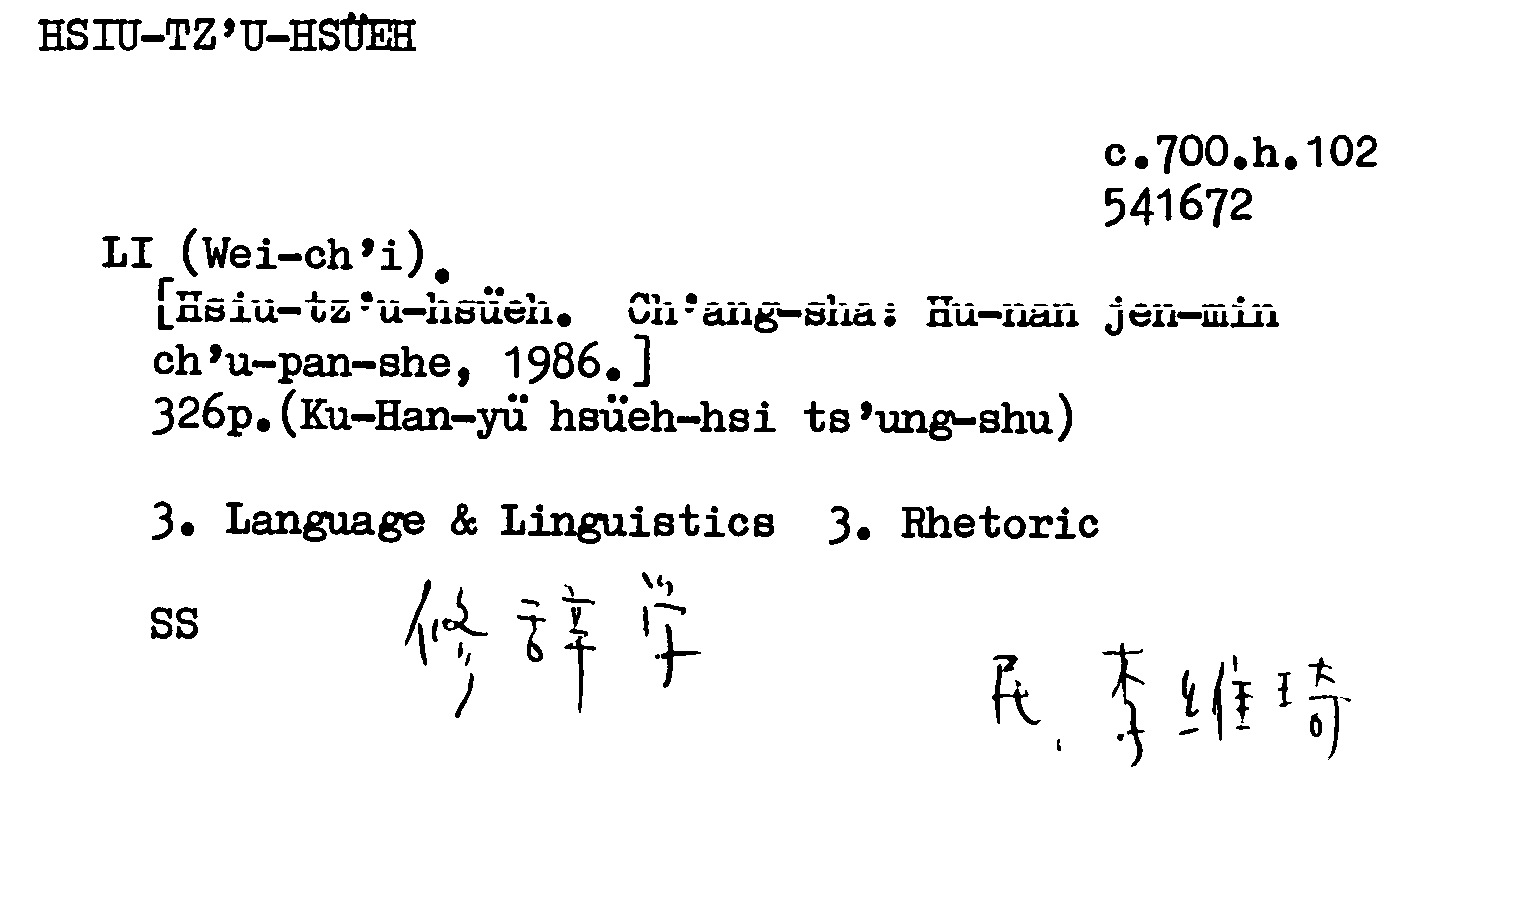 HSIU-TZ’U-HSÜEH
c.700.h.102
541672
LI (Wei-ch’i).
[Hsiu-tz’u-hsüeh. Ch’ang-sha: Hu-nan jen-min
ch’u-pan-she, 1986.]
326p.(Ku-Han-yü hsüeh-hsi ts’ung-shu)
3. Language & Linguistics 3. Rhetoric
SS 修辞学
民. 李维琦